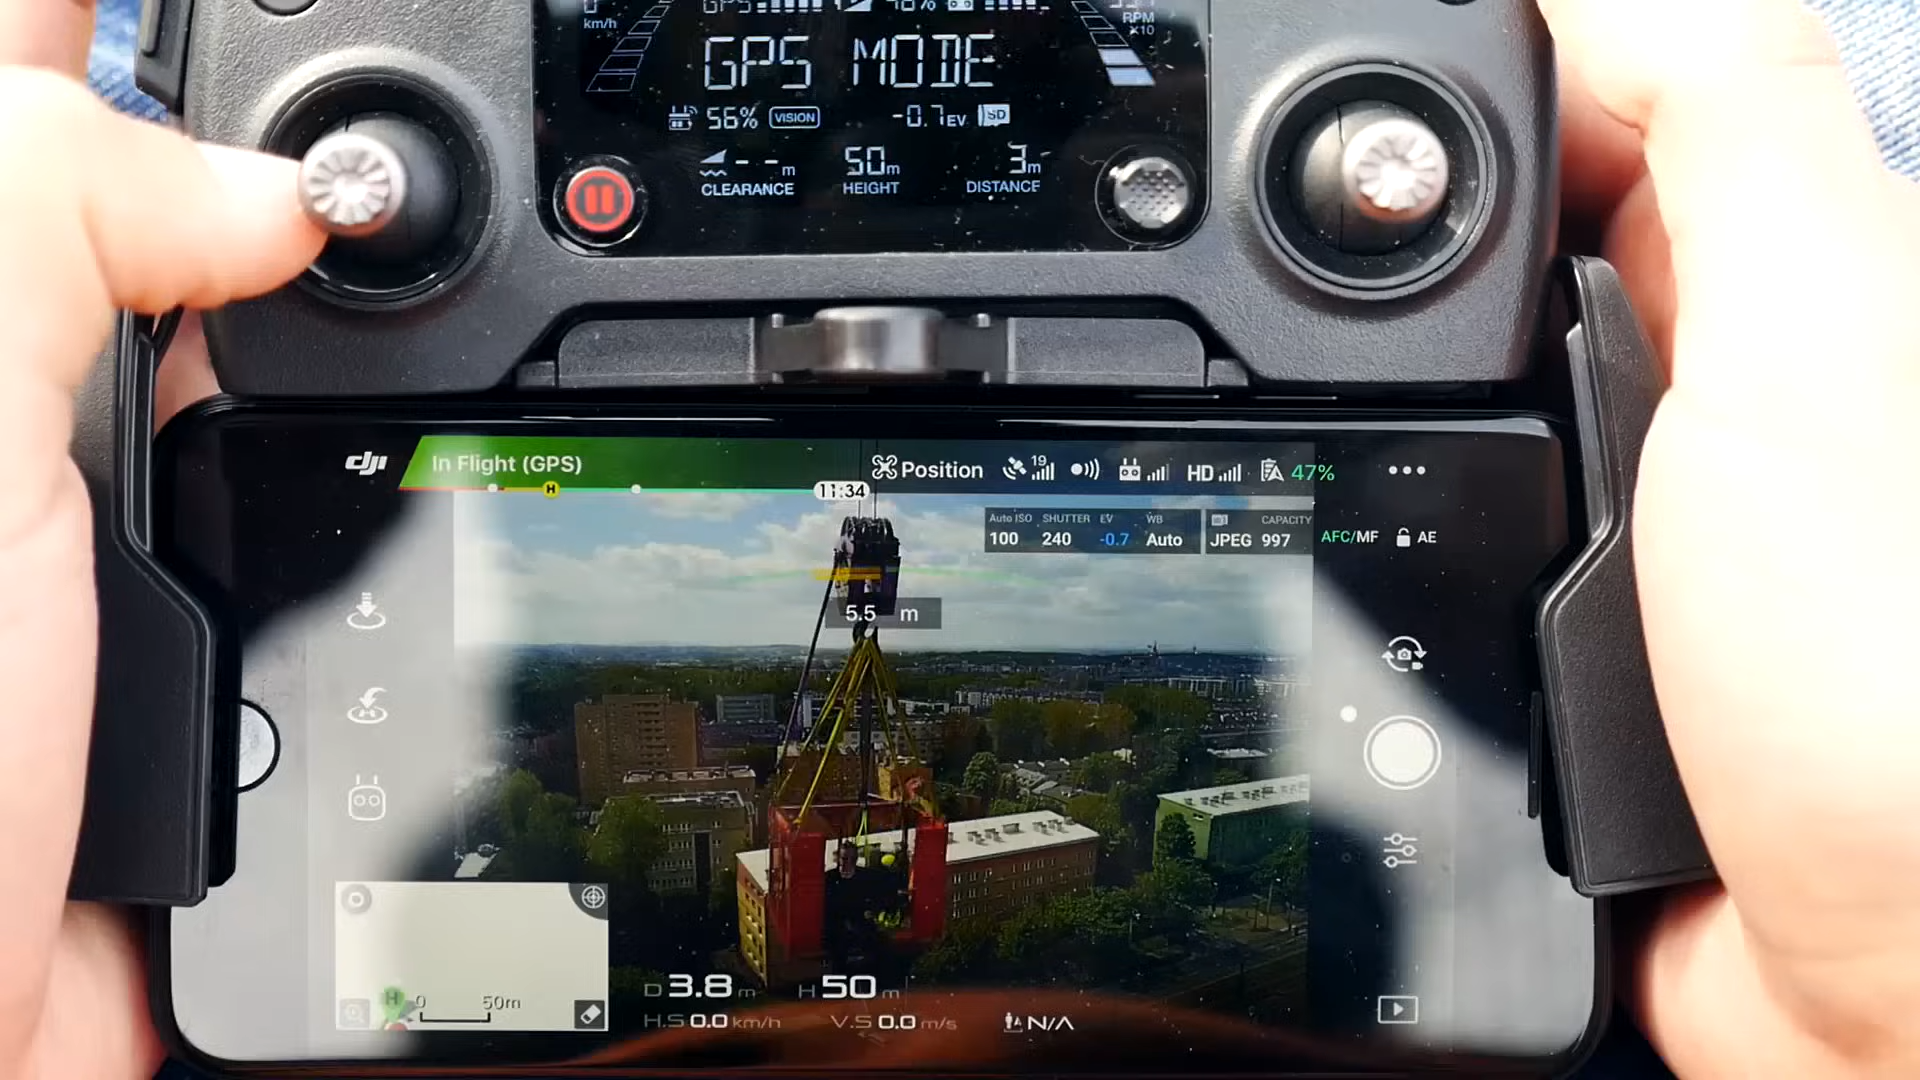 km/h
RPM
X10
GPS MODE
56% VISION -0.7EV SD
--m 50m 3m
CLEARANCE HEIGHT DISTANCE
dji In Flight (GPS) Position 19 HD 47%
H 11:34
Auto ISO SHUTTER EV WB CAPACITY
100 240 -0.7 Auto JPEG 997 AFC/MF AE
5.5 m
D 3.8 m H 50 m
H 0 50m
H.S 0.0 km/h V.S 0.0 m/s N/A